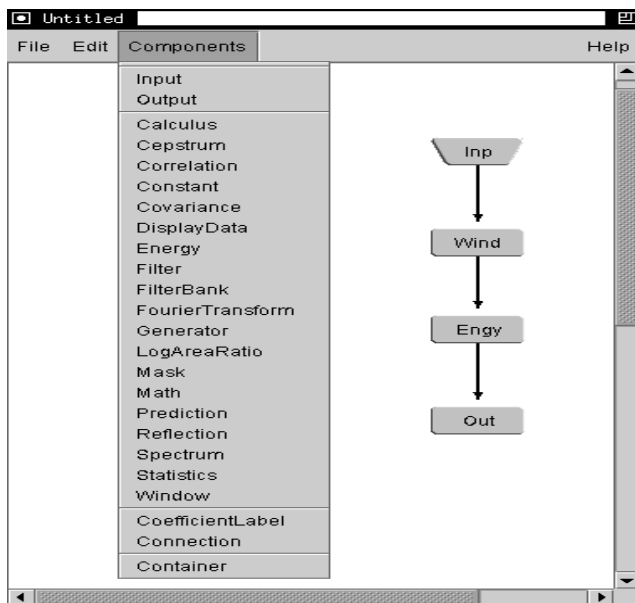 Untitled
File Edit Components Help
Input
Output
Calculus
Cepstrum
Correlation
Constant
Covariance
DisplayData
Energy
Filter
FilterBank
FourierTransform
Generator
LogAreaRatio
Mask
Math
Prediction
Reflection
Spectrum
Statistics
Window
CoefficientLabel
Connection
Container
Inp
Wind
Engy
Out